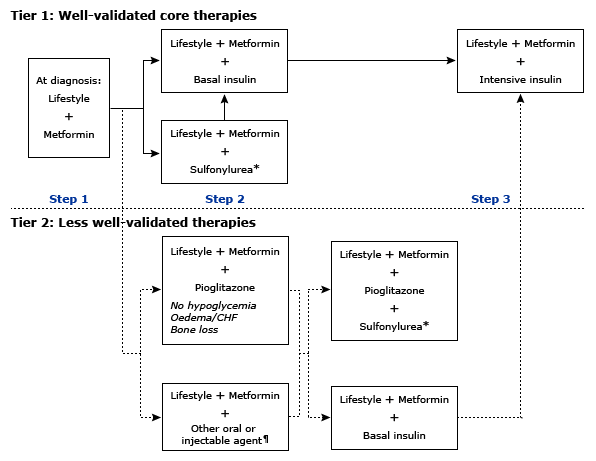 Tier 1: Well-validated core therapies
At diagnosis:
Lifestyle
+
Metformin
Lifestyle + Metformin
+
Basal insulin
Lifestyle + Metformin
+
Sulfonylurea*
Lifestyle + Metformin
+
Intensive insulin
Step 1
Step 2
Step 3
Tier 2: Less well-validated therapies
Lifestyle + Metformin
+
Pioglitazone
No hypoglycemia
Oedema/CHF
Bone loss
Lifestyle + Metformin
+
Pioglitazone
+
Sulfonylurea*
Lifestyle + Metformin
+
Other oral or
injectable agent¶
Lifestyle + Metformin
+
Basal insulin